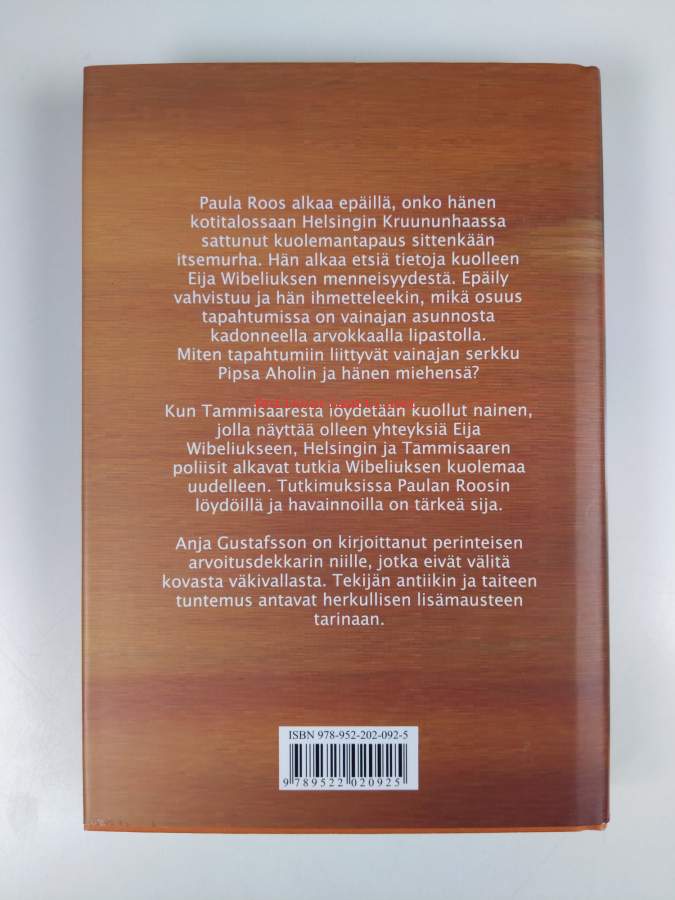 Paula Roos alkaa epäillä, onko hänen
kotitalossaan Helsingin Kruununhaassa
sattunut kuolemantapaus sittenkään
itsemurha. Hän alkaa etsiä tietoja kuolleen
Eija Wibeliuksen menneisyydestä. Epäily
vahvistuu ja hän ihmetteleekin, mikä osuus
tapahtumissa on vainajan asunnosta
kadonneella arvokkaalla lipastolla.
Miten tapahtumiin liittyvät vainajan serkku
Pipsa Aholin ja hänen miehensä?
Kun Tammisaaresta löydetään kuollut nainen,
jolla näyttää olleen yhteyksiä Eija
Wibeliukseen, Helsingin ja Tammisaaren
poliisit alkavat tutkia Wibeliuksen kuolemaa
uudelleen. Tutkimuksissa Paulan Roosin
löydöillä ja havainnoilla on tärkeä sija.
Anja Gustafsson on kirjoittanut perinteisen
arvoitusdekkarin niille, jotka eivät välitä
kovasta väkivallasta. Tekijän antiikin ja taiteen
tuntemus antavat herkullisen lisämausteen
tarinaan.
ISBN 978-952-202-092-5
9 789522 020925